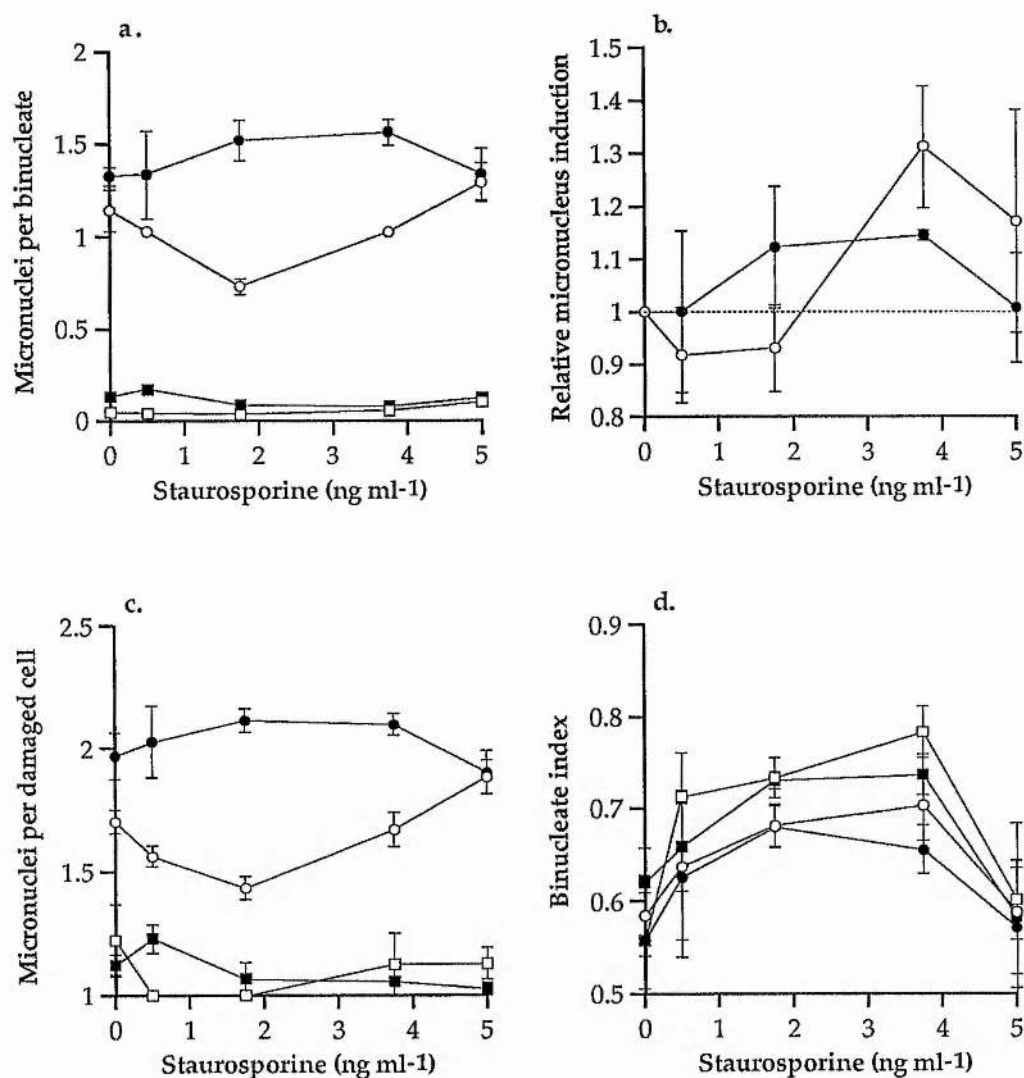 a.
Micronuclei per binucleate
2
1.5
1
0.5
0
0 1 2 3 4 5
Staurosporine (ng ml-1)
b.
Relative micronucleus induction
1.5
1.4
1.3
1.2
1.1
1
0.9
0.8
0 1 2 3 4 5
Staurosporine (ng ml-1)
c.
Micronuclei per damaged cell
2.5
2
1.5
1
0 1 2 3 4 5
Staurosporine (ng ml-1)
d.
Binucleate index
0.9
0.8
0.7
0.6
0.5
0 1 2 3 4 5
Staurosporine (ng ml-1)